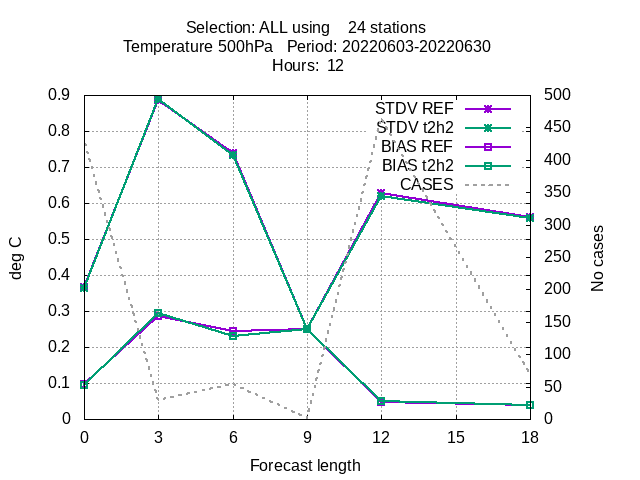 Selection: ALL using 24 stations
Temperature 500hPa Period: 20220603-20220630
Hours: 12
STDV REF
STDV t2h2
BIAS REF
BIAS t2h2
CASES
deg C
0.9
0.8
0.7
0.6
0.5
0.4
0.3
0.2
0.1
0
500
450
400
350
300
250
200
150
100
50
0
No cases
0 3 6 9 12 15 18
Forecast length